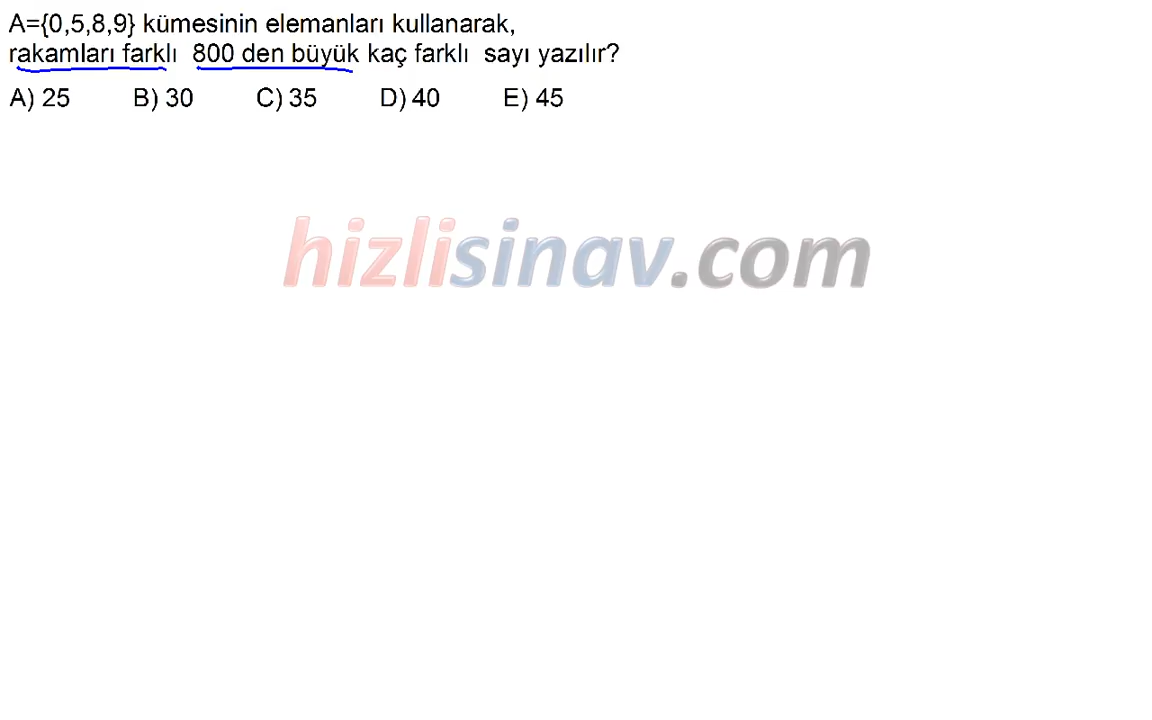 A={0,5,8,9} kümesinin elemanları kullanarak,
rakamları farklı 800 den büyük kaç farklı sayı yazılır?
A) 25 B) 30 C) 35 D) 40 E) 45
hizlisinav.com